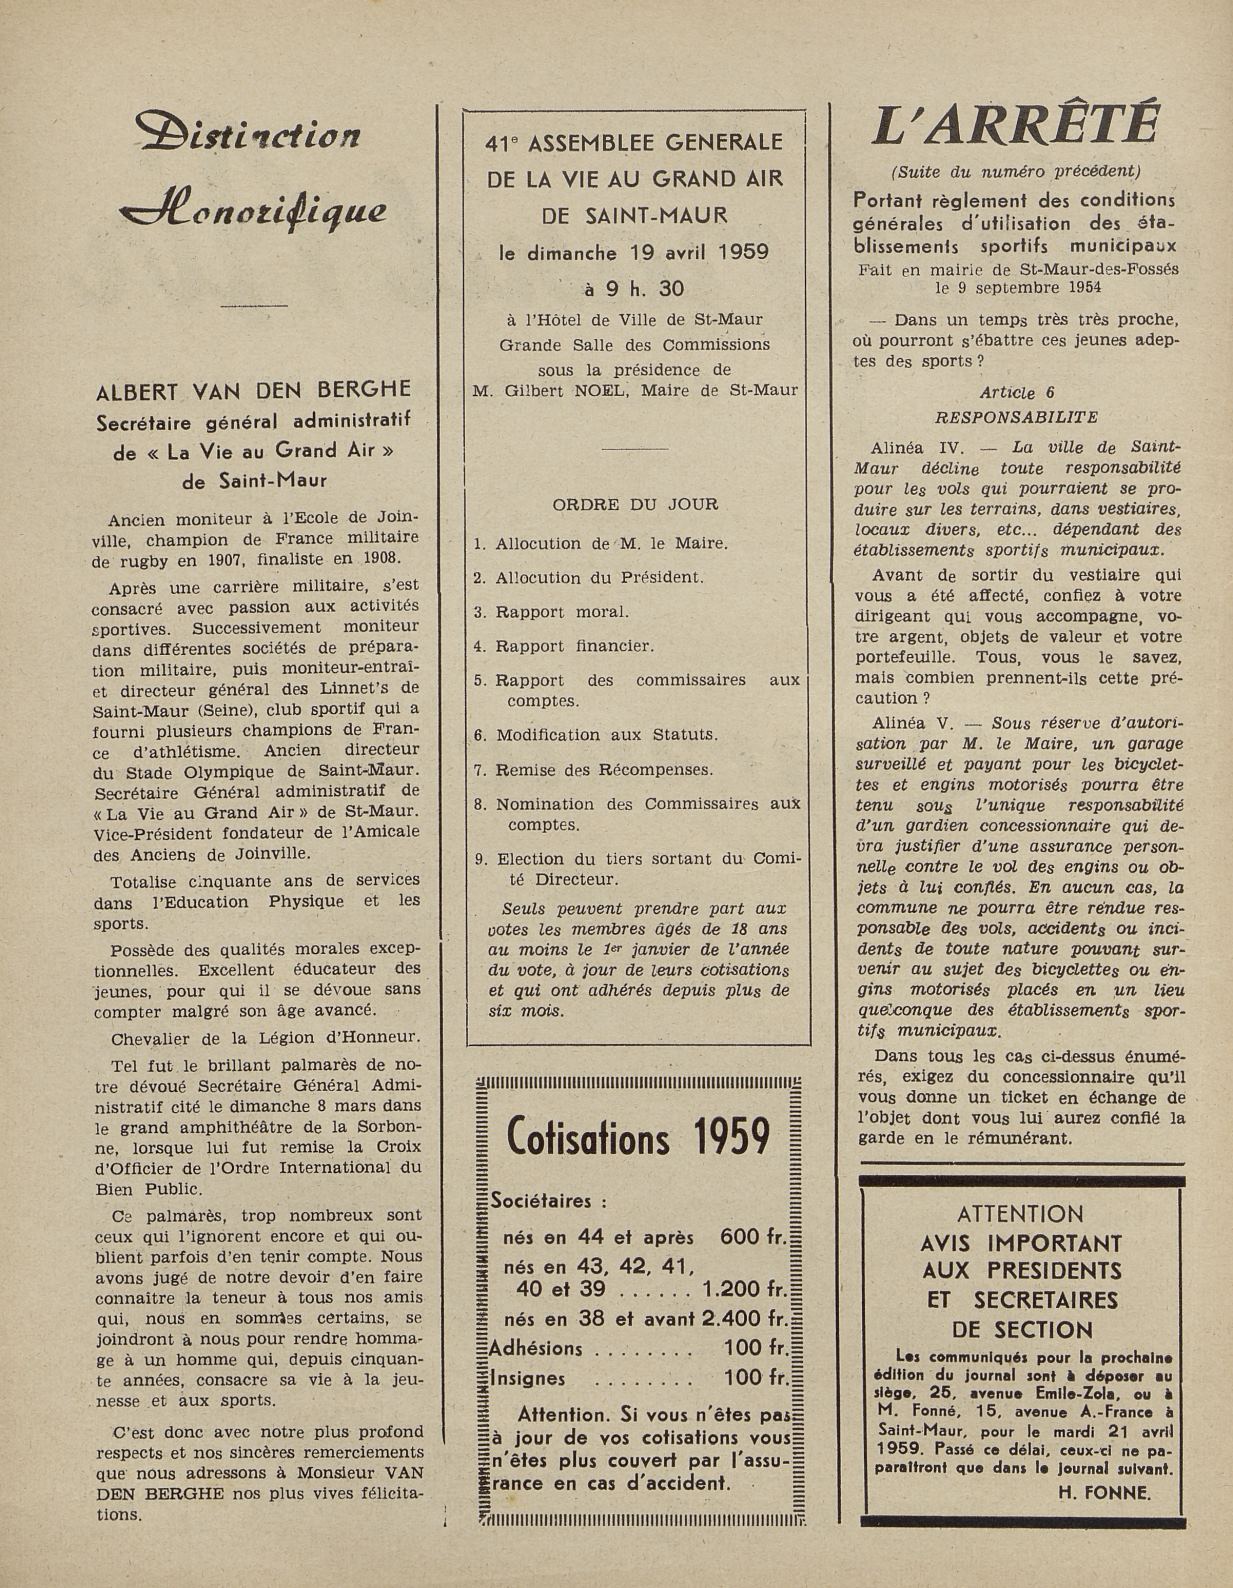 Distinction
Honorifique
ALBERT VAN DEN BERGHE
Secrétaire général administratif
de « La Vie au Grand Air »
de Saint-Maur
Ancien moniteur à l'Ecole de Join-
ville, champion de France militaire
de rugby en 1907, finaliste en 1908.
Après une carrière militaire, s'est
consacré avec passion aux activités
sportives. Successivement moniteur
dans différentes sociétés de prépara-
tion militaire, puis moniteur-entrai-
et directeur général des Linnet's de
Saint-Maur (Seine), club sportif qui a
fourni plusieurs champions de Fran-
ce d'athlétisme. Ancien directeur
du Stade Olympique de Saint-Maur.
Secrétaire Général administratif de
« La Vie au Grand Air » de St-Maur.
Vice-Président fondateur de l'Amicale
des Anciens de Joinville.
Totalise cinquante ans de services
dans l'Education Physique et les
sports.
Possède des qualités morales excep-
tionnelles. Excellent éducateur des
jeunes, pour qui il se dévoue sans
compter malgré son âge avancé.
Chevalier de la Légion d'Honneur.
Tel fut le brillant palmarès de no-
tre dévoué Secrétaire Général Admi-
nistratif cité le dimanche 8 mars dans
le grand amphithéâtre de la Sorbon-
ne, lorsque lui fut remise la Croix
d'Officier de l'Ordre International du
Bien Public.
Ce palmarès, trop nombreux sont
ceux qui l'ignorent encore et qui ou-
blient parfois d'en tenir compte. Nous
avons jugé de notre devoir d'en faire
connaitre la teneur à tous nos amis
qui, nous en sommes certains, se
joindront à nous pour rendre homma-
ge à un homme qui, depuis cinquan-
te années, consacre sa vie à la jeu-
nesse et aux sports.
C'est donc avec notre plus profond
respects et nos sincères remerciements
que nous adressons à Monsieur VAN
DEN BERGHE nos plus vives félicita-
tions.
41e ASSEMBLEE GENERALE
DE LA VIE AU GRAND AIR
DE SAINT-MAUR
le dimanche 19 avril 1959
à 9 h. 30
à l'Hôtel de Ville de St-Maur
Grande Salle des Commissions
sous la présidence de
M. Gilbert NOEL, Maire de St-Maur
ORDRE DU JOUR
1. Allocution de M. le Maire.
2. Allocution du Président.
3. Rapport moral.
4. Rapport financier.
5. Rapport des commissaires aux
comptes.
6. Modification aux Statuts.
7. Remise des Récompenses.
8. Nomination des Commissaires aux
comptes.
9. Election du tiers sortant du Comi-
té Directeur.
Seuls peuvent prendre part aux
votes les membres âgés de 18 ans
au moins le 1er janvier de l'année
du vote, à jour de leurs cotisations
et qui ont adhérés depuis plus de
six mois.
Cotisations 1959
Sociétaires :
nés en 44 et après 600 fr.
nés en 43, 42, 41,
40 et 39 ...... 1.200 fr.
nés en 38 et avant 2.400 fr.
Adhésions ........ 100 fr.
Insignes ........ 100 fr.
Attention. Si vous n'êtes pas
à jour de vos cotisations vous
n'êtes plus couvert par l'assu-
rance en cas d'accident.
L'ARRÊTÉ
(Suite du numéro précédent)
Portant règlement des conditions
générales d'utilisation des éta-
blissements sportifs municipaux
Fait en mairie de St-Maur-des-Fossés
le 9 septembre 1954
— Dans un temps très très proche,
où pourront s'ébattre ces jeunes adep-
tes des sports ?
Article 6
RESPONSABILITE
Alinéa IV. — La ville de Saint-
Maur décline toute responsabilité
pour les vols qui pourraient se pro-
duire sur les terrains, dans vestiaires,
locaux divers, etc... dépendant des
établissements sportifs municipaux.
Avant de sortir du vestiaire qui
vous a été affecté, confiez à votre
dirigeant qui vous accompagne, vo-
tre argent, objets de valeur et votre
portefeuille. Tous, vous le savez,
mais combien prennent-ils cette pré-
caution ?
Alinéa V. — Sous réserve d'autori-
sation par M. le Maire, un garage
surveillé et payant pour les bicyclet-
tes et engins motorisés pourra être
tenu sous l'unique responsabilité
d'un gardien concessionnaire qui de-
vra justifier d'une assurance person-
nelle contre le vol des engins ou ob-
jets à lui confiés. En aucun cas, la
commune ne pourra être rendue res-
ponsable des vols, accidents ou inci-
dents de toute nature pouvant sur-
venir au sujet des bicyclettes ou en-
gins motorisés placés en un lieu
quelconque des établissements spor-
tifs municipaux.
Dans tous les cas ci-dessus énumé-
rés, exigez du concessionnaire qu'il
vous donne un ticket en échange de
l'objet dont vous lui aurez confié la
garde en le rémunérant.
ATTENTION
AVIS IMPORTANT
AUX PRESIDENTS
ET SECRETAIRES
DE SECTION
Les communiqués pour la prochaine
édition du journal sont à déposer au
siège, 25, avenue Emile-Zola, ou à
M. Fonné, 15, avenue A.-France à
Saint-Maur, pour le mardi 21 avril
1959. Passé ce délai, ceux-ci ne pa-
paraîtront que dans le journal suivant.
H. FONNE.